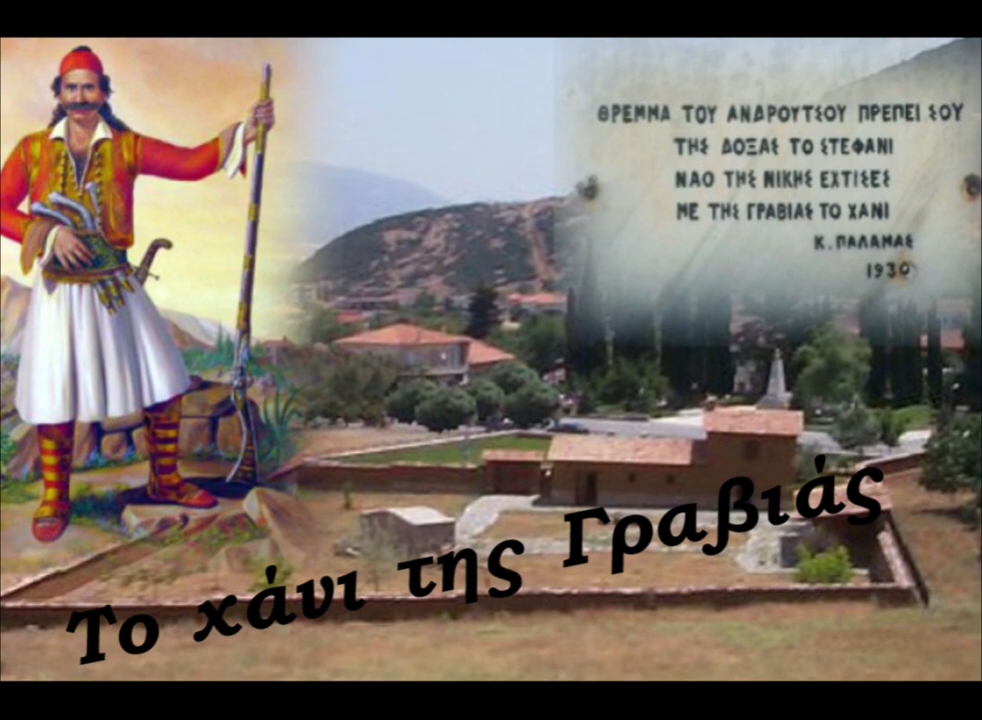 ΘΡΕΜΜΑ ΤΟΥ ΑΝΔΡΟΥΤΣΟΥ ΠΡΕΠΕΙ ΣΟΥ
ΤΗΣ ΔΟΞΑΣ ΤΟ ΣΤΕΦΑΝΙ
ΝΑΟ ΤΗΣ ΝΙΚΗΣ ΕΧΤΙΣΕΣ
ΜΕ ΤΗΣ ΓΡΑΒΙΑΣ ΤΟ ΧΑΝΙ
Κ. ΠΑΛΑΜΑΣ
1930
Το χάνι της Γραβιάς